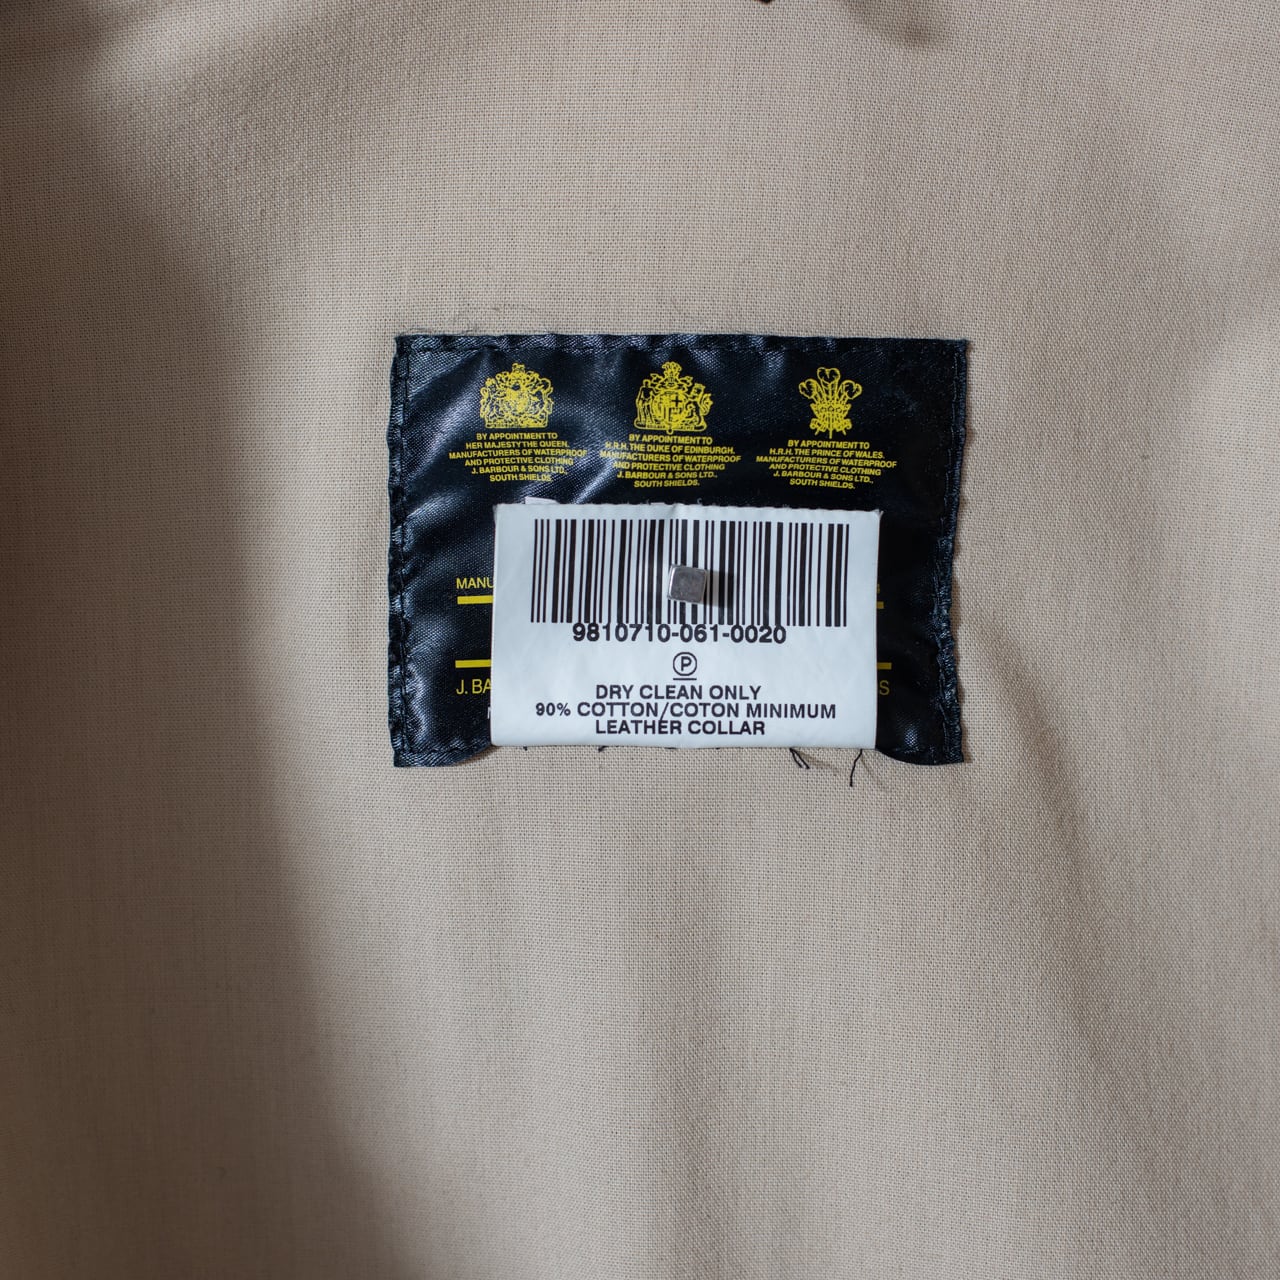 BY APPOINTMENT TO
HER MAJESTY THE QUEEN.
MANUFACTURERS OF WATERPROOF
AND PROTECTIVE CLOTHING
J. BARBOUR & SONS LTD.,
SOUTH SHIELDS.
BY APPOINTMENT TO
H.R.H. THE DUKE OF EDINBURGH.
MANUFACTURERS OF WATERPROOF
AND PROTECTIVE CLOTHING
J. BARBOUR & SONS LTD.,
SOUTH SHIELDS.
BY APPOINTMENT TO
H.R.H. THE PRINCE OF WALES.
MANUFACTURERS OF WATERPROOF
AND PROTECTIVE CLOTHING
J. BARBOUR & SONS LTD.,
SOUTH SHIELDS.
MANU
J. BA
S
9810710-061-0020
P
DRY CLEAN ONLY
90% COTTON/COTON MINIMUM
LEATHER COLLAR